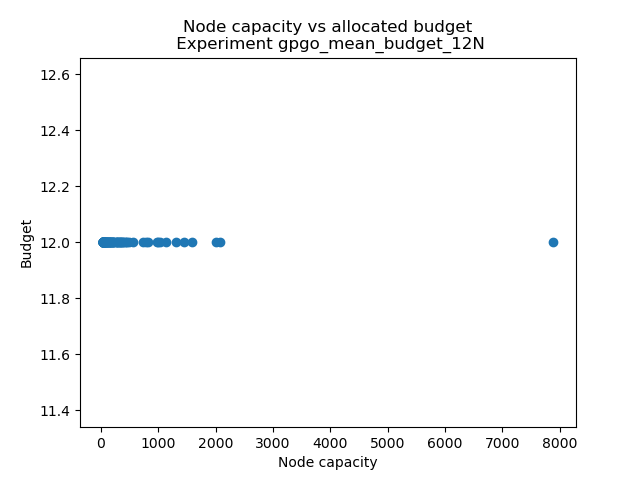 Node capacity vs allocated budget
Experiment gpgo_mean_budget_12N
12.6
12.4
12.2
12.0
11.8
11.6
11.4
Budget
0 1000 2000 3000 4000 5000 6000 7000 8000
Node capacity